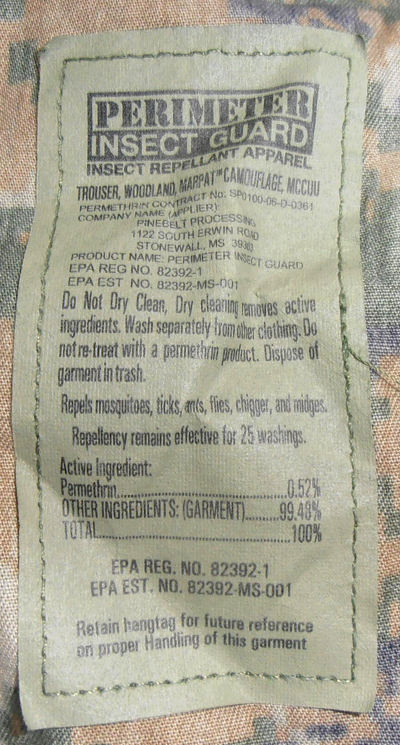 PERIMETER
INSECT GUARD
INSECT REPELLANT APPAREL
TROUSER, WOODLAND, MARPAT™ CAMOUFLAGE, MCCUU
PERMETHRIN CONTRACT No. SP0100-06-D-0361
COMPANY NAME (APPLIER):
PINEBELT PROCESSING
1122 SOUTH ERWIN ROAD
STONEWALL, MS 39363
PRODUCT NAME: PERIMETER INSECT GUARD
EPA REG NO. 82392-1
EPA EST NO. 82392-MS-001
Do Not Dry Clean, Dry cleaning removes active
ingredients. Wash separately from other clothing. Do
not re-treat with a permethrin product. Dispose of
garment in trash.
Repels mosquitoes, ticks, ants, flies, chigger, and midges.
Repellency remains effective for 25 washings.
Active Ingredient:
Permethrin..............................0.52%
OTHER INGREDIENTS: (GARMENT).......99.48%
TOTAL....................................100%
EPA REG. NO. 82392-1
EPA EST. NO. 82392-MS-001
Retain hangtag for future reference
on proper Handling of this garment